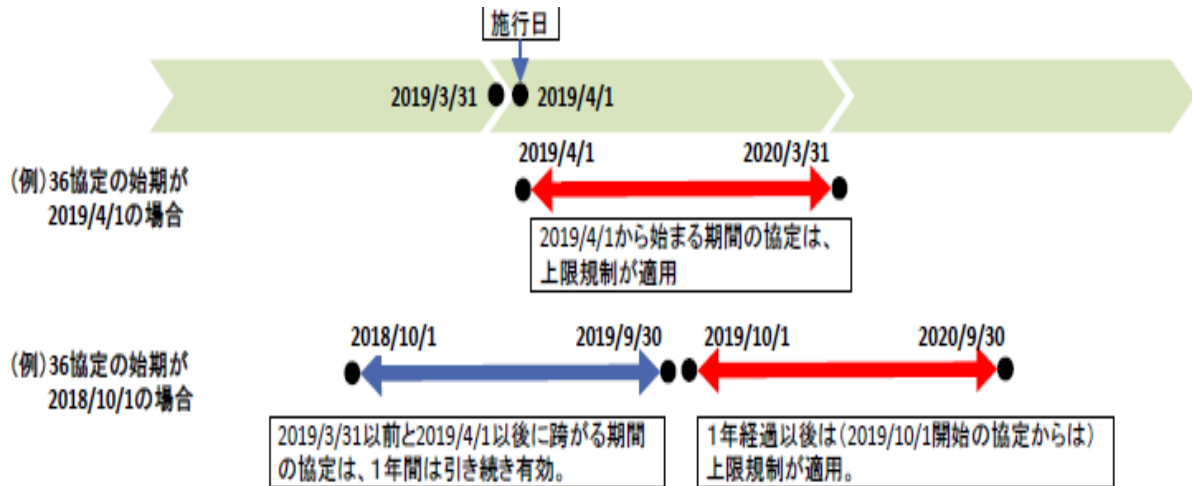 施行日
2019/3/31
2019/4/1
2019/4/1
2020/3/31
(例)36協定の始期が
2019/4/1の場合
2019/4/1から始まる期間の協定は、
上限規制が適用
2018/10/1
2019/9/30
2019/10/1
2020/9/30
(例)36協定の始期が
2018/10/1の場合
2019/3/31以前と2019/4/1以後に跨がる期間
の協定は、1年間は引き続き有効。
1年経過以後は(2019/10/1開始の協定からは)
上限規制が適用。